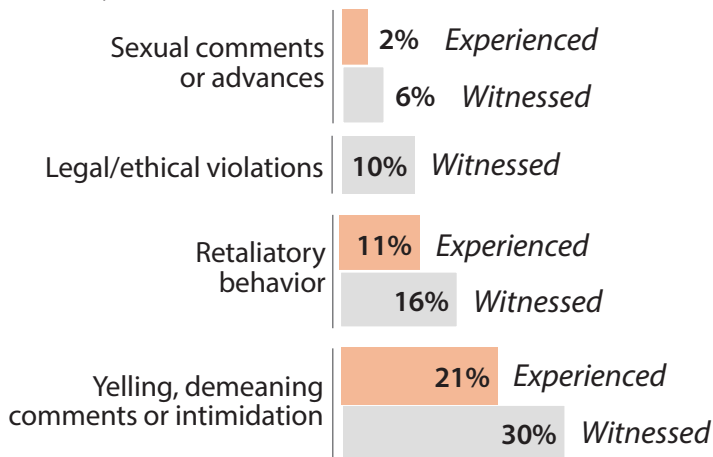 Sexual comments
or advances
2% Experienced
6% Witnessed
Legal/ethical violations
10% Witnessed
Retaliatory
behavior
11% Experienced
16% Witnessed
Yelling, demeaning
comments or intimidation
21% Experienced
30% Witnessed